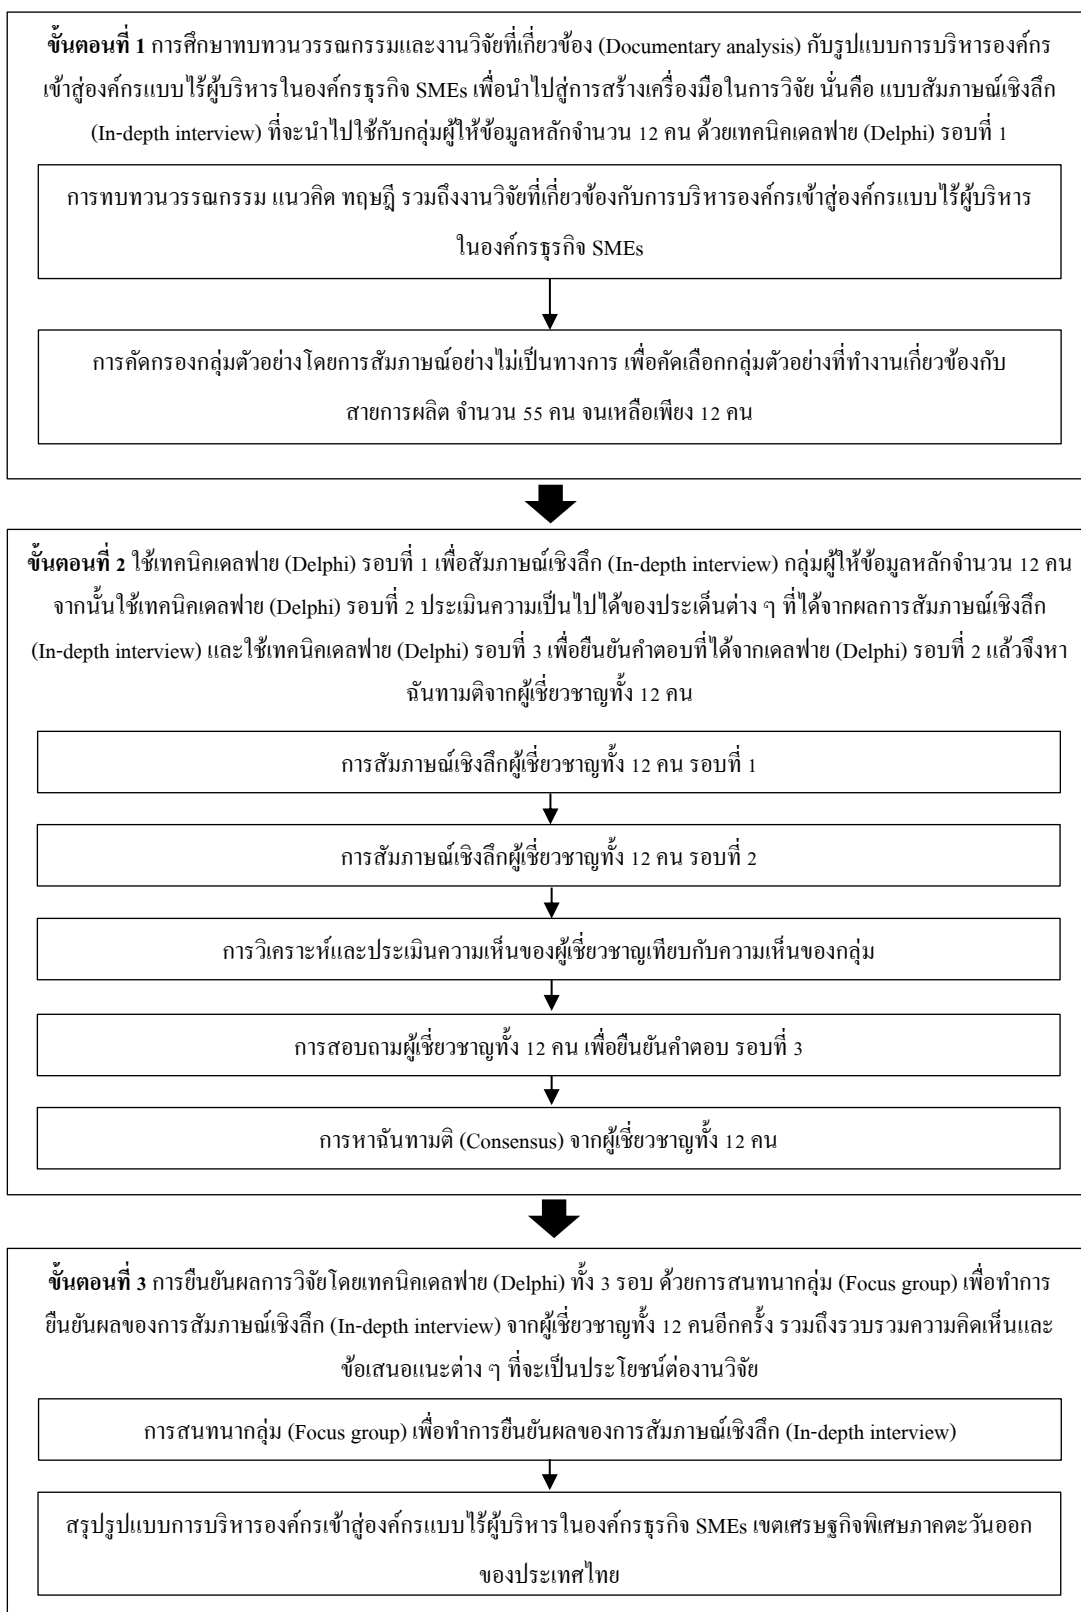 ขั้นตอนที่ 1 การศึกษาทบทวนวรรณกรรมและงานวิจัยที่เกี่ยวข้อง (Documentary analysis) กับรูปแบบการบริหารองค์กร
เข้าสู่องค์กรแบบไร้ผู้บริหารในองค์กรธุรกิจ SMEs เพื่อนำไปสู่การสร้างเครื่องมือในการวิจัย นั่นคือ แบบสัมภาษณ์เชิงลึก
(In-depth interview) ที่จะนำไปใช้กับกลุ่มผู้ให้ข้อมูลหลักจำนวน 12 คน ด้วยเทคนิคเดลฟาย (Delphi) รอบที่ 1
การทบทวนวรรณกรรม แนวคิด ทฤษฎี รวมถึงงานวิจัยที่เกี่ยวข้องกับการบริหารองค์กรเข้าสู่องค์กรแบบไร้ผู้บริหาร
ในองค์กรธุรกิจ SMEs
การคัดกรองกลุ่มตัวอย่างโดยการสัมภาษณ์อย่างไม่เป็นทางการ เพื่อคัดเลือกกลุ่มตัวอย่างที่ทำงานเกี่ยวข้องกับ
สายการผลิต จำนวน 55 คน จนเหลือเพียง 12 คน
ขั้นตอนที่ 2 ใช้เทคนิคเดลฟาย (Delphi) รอบที่ 1 เพื่อสัมภาษณ์เชิงลึก (In-depth interview) กลุ่มผู้ให้ข้อมูลหลักจำนวน 12 คน
จากนั้นใช้เทคนิคเดลฟาย (Delphi) รอบที่ 2 ประเมินความเป็นไปได้ของประเด็นต่าง ๆ ที่ได้จากผลการสัมภาษณ์เชิงลึก
(In-depth interview) และใช้เทคนิคเดลฟาย (Delphi) รอบที่ 3 เพื่อยืนยันคำตอบที่ได้จากเดลฟาย (Delphi) รอบที่ 2 แล้วจึงหา
ฉันทามติจากผู้เชี่ยวชาญทั้ง 12 คน
การสัมภาษณ์เชิงลึกผู้เชี่ยวชาญทั้ง 12 คน รอบที่ 1
การสัมภาษณ์เชิงลึกผู้เชี่ยวชาญทั้ง 12 คน รอบที่ 2
การวิเคราะห์และประเมินความเห็นของผู้เชี่ยวชาญเทียบกับความเห็นของกลุ่ม
การสอบถามผู้เชี่ยวชาญทั้ง 12 คน เพื่อยืนยันคำตอบ รอบที่ 3
การหาฉันทามติ (Consensus) จากผู้เชี่ยวชาญทั้ง 12 คน
ขั้นตอนที่ 3 การยืนยันผลการวิจัยโดยเทคนิคเดลฟาย (Delphi) ทั้ง 3 รอบ ด้วยการสนทนากลุ่ม (Focus group) เพื่อทำการ
ยืนยันผลของการสัมภาษณ์เชิงลึก (In-depth interview) จากผู้เชี่ยวชาญทั้ง 12 คนอีกครั้ง รวมถึงรวบรวมความคิดเห็นและ
ข้อเสนอแนะต่าง ๆ ที่จะเป็นประโยชน์ต่องานวิจัย
การสนทนากลุ่ม (Focus group) เพื่อทำการยืนยันผลของการสัมภาษณ์เชิงลึก (In-depth interview)
สรุปรูปแบบการบริหารองค์กรเข้าสู่องค์กรแบบไร้ผู้บริหารในองค์กรธุรกิจ SMEs เขตเศรษฐกิจพิเศษภาคตะวันออก
ของประเทศไทย